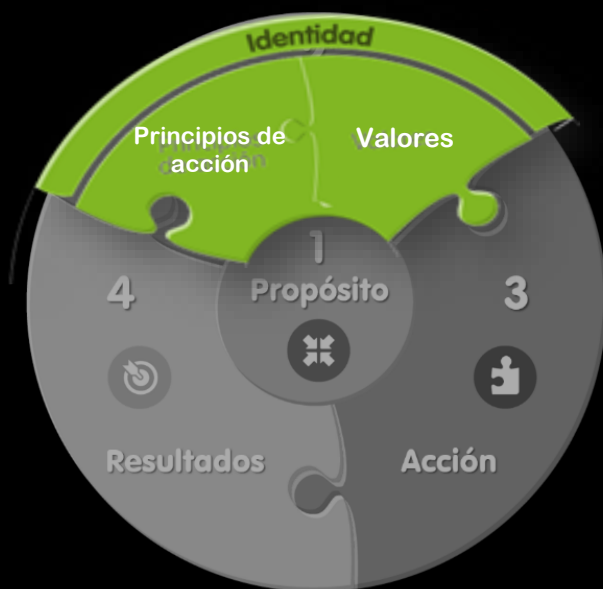 Identidad
Principios de
acción
Valores
1
Propósito
4
3
Resultados
Acción